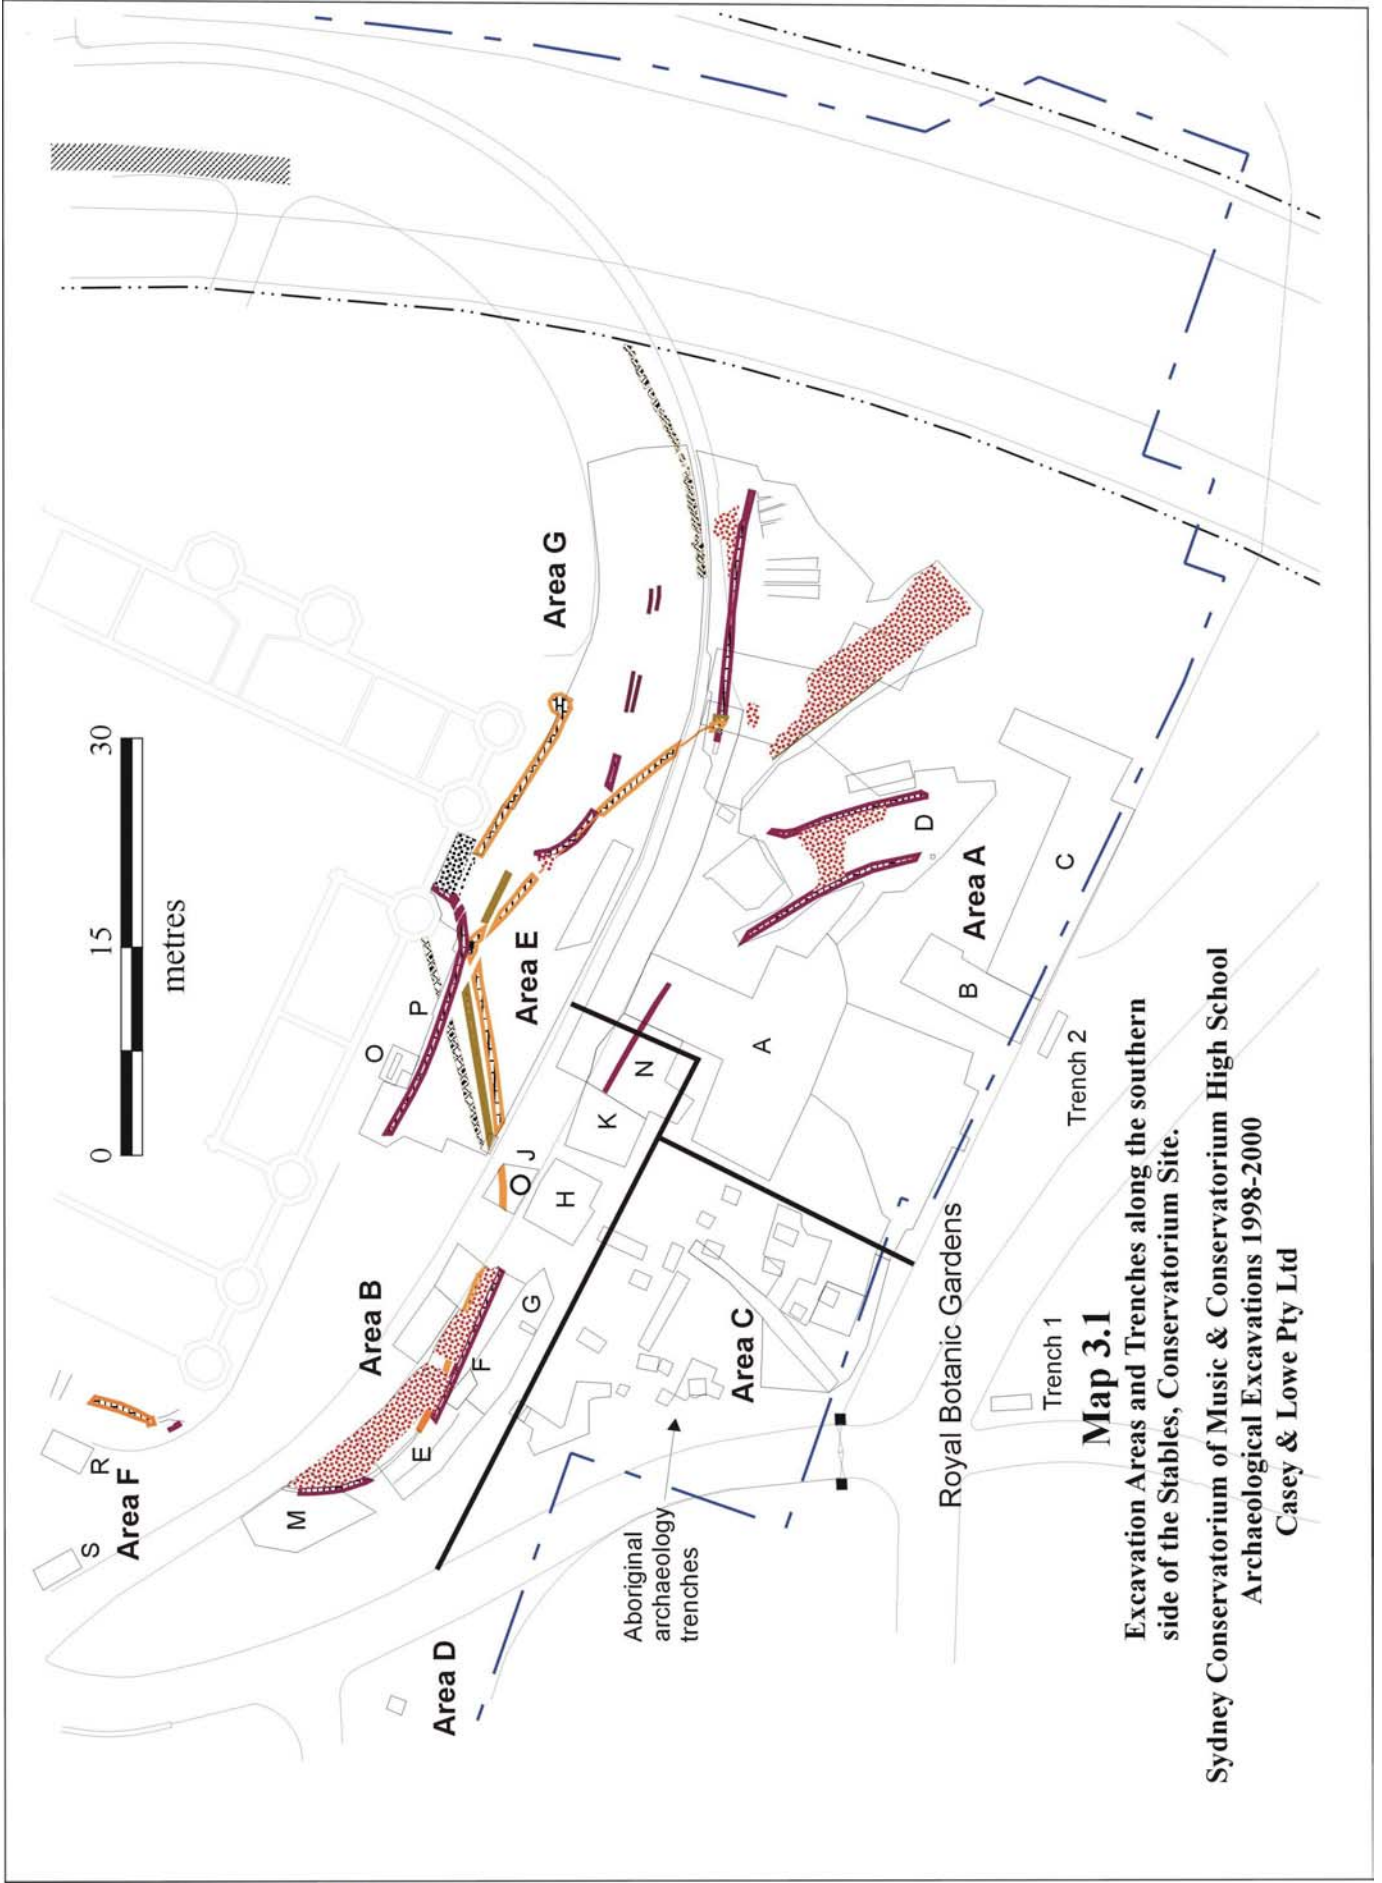 0 15 30
metres
S
R
Area F
O
P
M
Area B
E
F
G
J
H
K
N
Area E
Area G
Area D
Aboriginal
archaeology
trenches
Area C
A
D
Area A
B
C
Royal Botanic Gardens
Trench 1
Trench 2
Map 3.1
Excavation Areas and Trenches along the southern
side of the Stables, Conservatorium Site.
Sydney Conservatorium of Music & Conservatorium High School
Archaeological Excavations 1998-2000
Casey & Lowe Pty Ltd